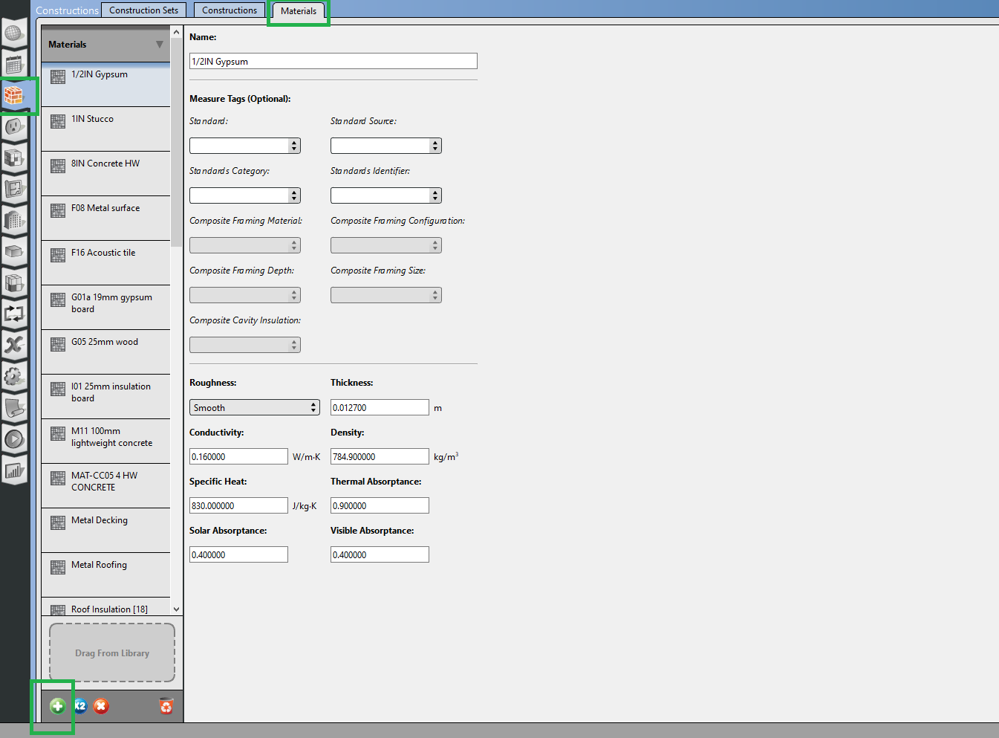 Constructions
Construction Sets
Constructions
Materials
Materials
1/2IN Gypsum
1IN Stucco
8IN Concrete HW
F08 Metal surface
F16 Acoustic tile
G01a 19mm gypsum
board
G05 25mm wood
I01 25mm insulation
board
M11 100mm
lightweight concrete
MAT-CC05 4 HW
CONCRETE
Metal Decking
Metal Roofing
Roof Insulation [18]
Drag From Library
X2
Name:
1/2IN Gypsum
Measure Tags (Optional):
Standard: Standard Source:
Standards Category: Standards Identifier:
Composite Framing Material: Composite Framing Configuration:
Composite Framing Depth: Composite Framing Size:
Composite Cavity Insulation:
Roughness: Thickness:
Smooth 0.012700 m
Conductivity: Density:
0.160000 W/m·K 784.900000 kg/m³
Specific Heat: Thermal Absorptance:
830.000000 J/kg·K 0.900000
Solar Absorptance: Visible Absorptance:
0.400000 0.400000